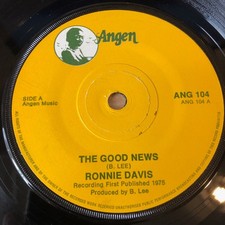 Angen
SIDE A
Angen Music
ANG 104
ANG 104 A
THE GOOD NEWS
(B. LEE)
RONNIE DAVIS
Recording First Published 1975
Produced by B. Lee